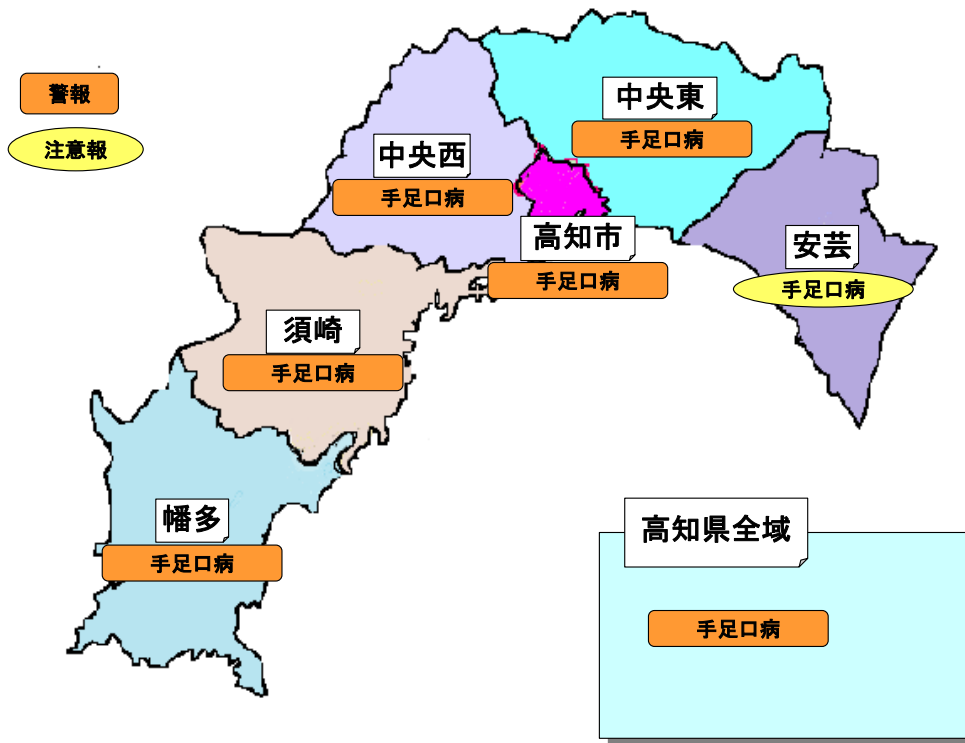 警報
注意報
中央東
手足口病
中央西
手足口病
高知市
手足口病
安芸
手足口病
須崎
手足口病
幡多
手足口病
高知県全域
手足口病